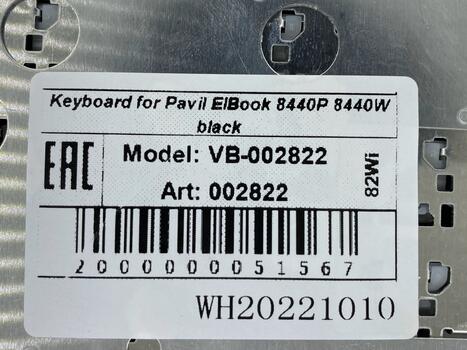 Keyboard for Pavil ElBook 8440P 8440W
black
EAC
Model: VB-002822
Art: 002822
82Wi
2000000051567
WH20221010